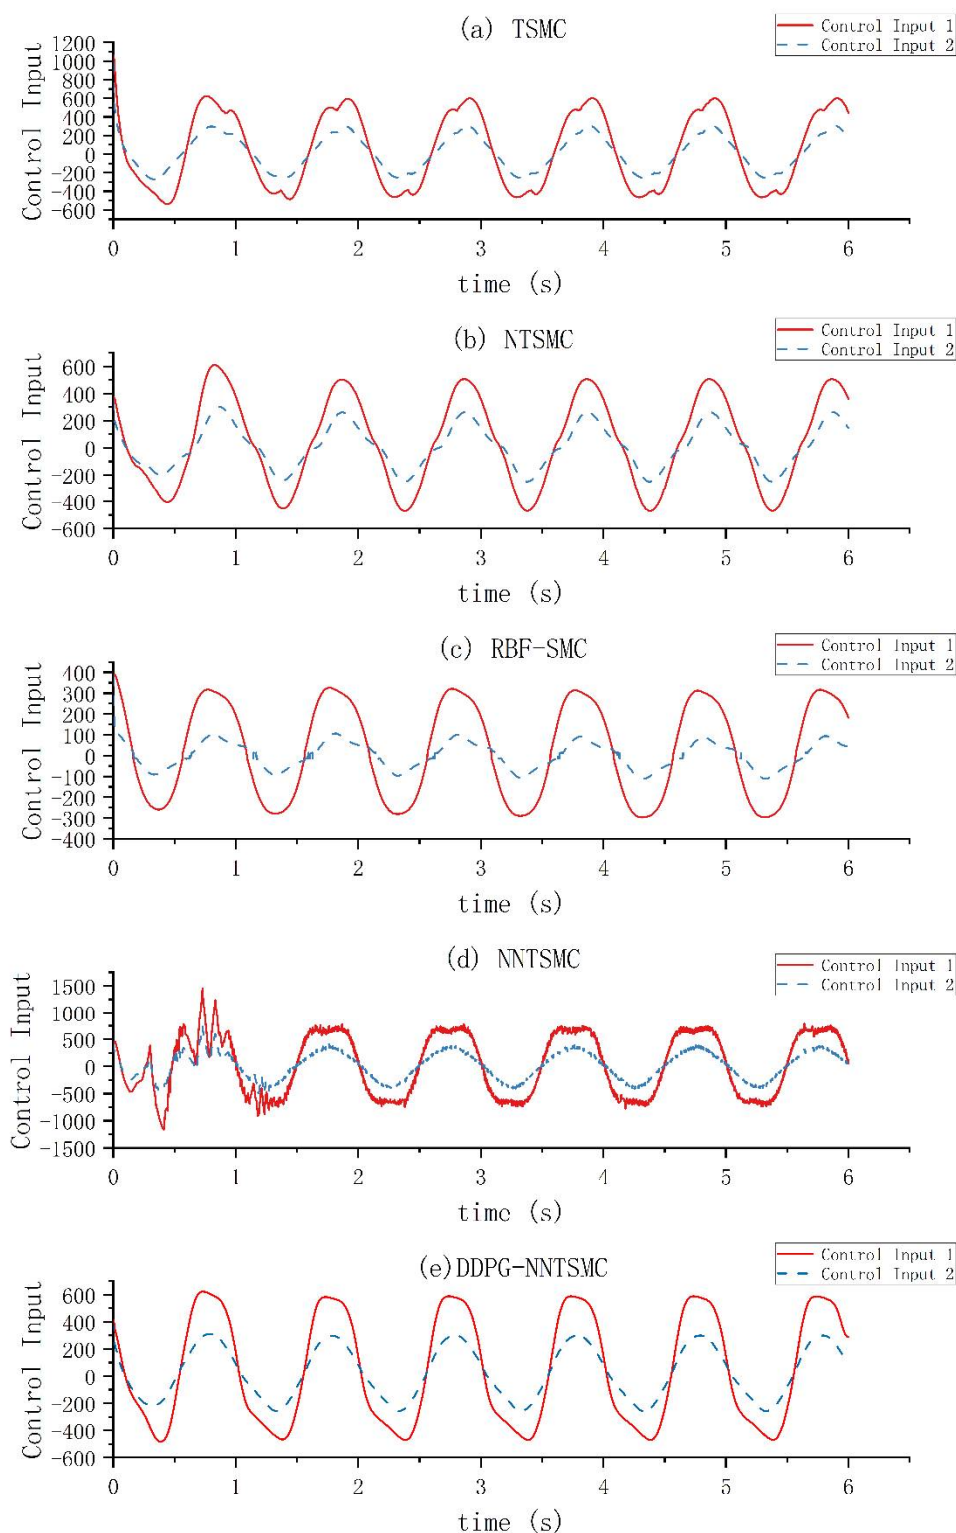 (a) TSMC
Control Input 1
Control Input 2
Control Input
1200
1000
800
600
400
200
0
-200
-400
-600
0 1 2 3 4 5 6
time (s)
(b) NTSMC
Control Input 1
Control Input 2
Control Input
600
400
200
0
-200
-400
-600
0 1 2 3 4 5 6
time (s)
(c) RBF-SMC
Control Input 1
Control Input 2
Control Input
400
300
200
100
0
-100
-200
-300
-400
0 1 2 3 4 5 6
time (s)
(d) NNTSMC
Control Input 1
Control Input 2
Control Input
1500
1000
500
0
-500
-1000
-1500
0 1 2 3 4 5 6
time (s)
(e)DDPG-NNTSMC
Control Input 1
Control Input 2
Control Input
600
400
200
0
-200
-400
-600
0 1 2 3 4 5 6
time (s)